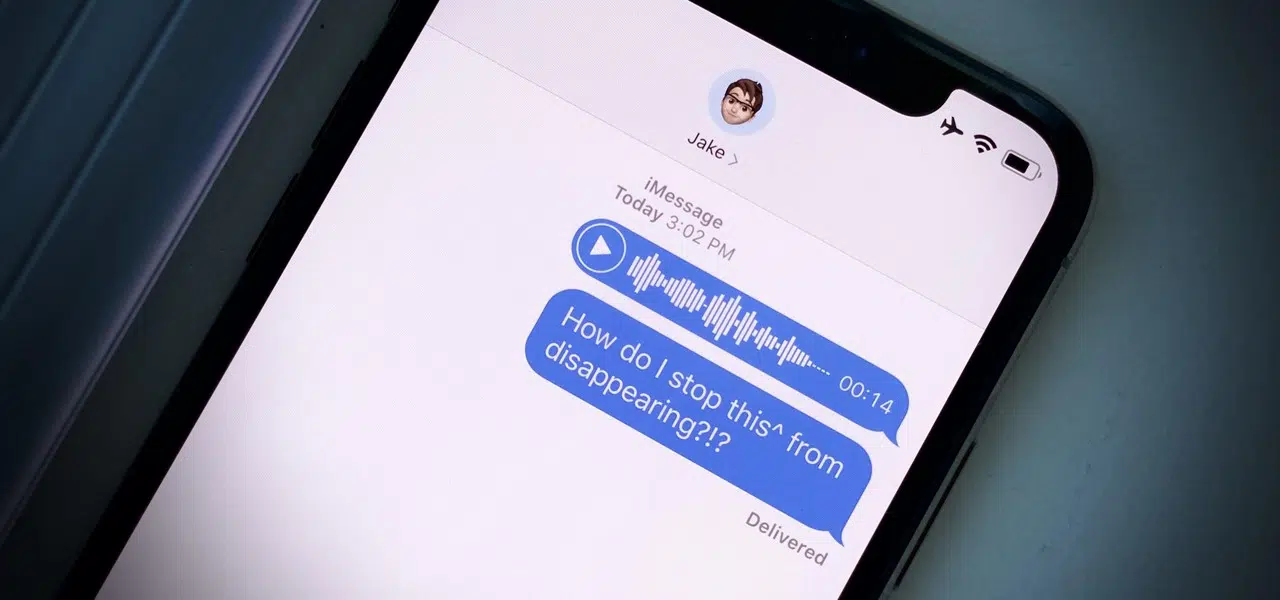 Jake >
iMessage
Today 3:02 PM
00:14
How do I stop this^ from
disappearing?!?
Delivered